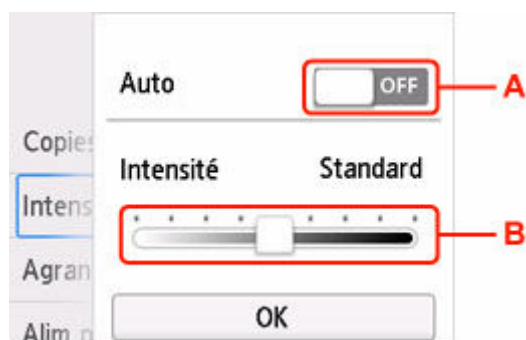 Auto
OFF
A
Copies
Intensité
Standard
Intens
B
Agran
OK
Alim